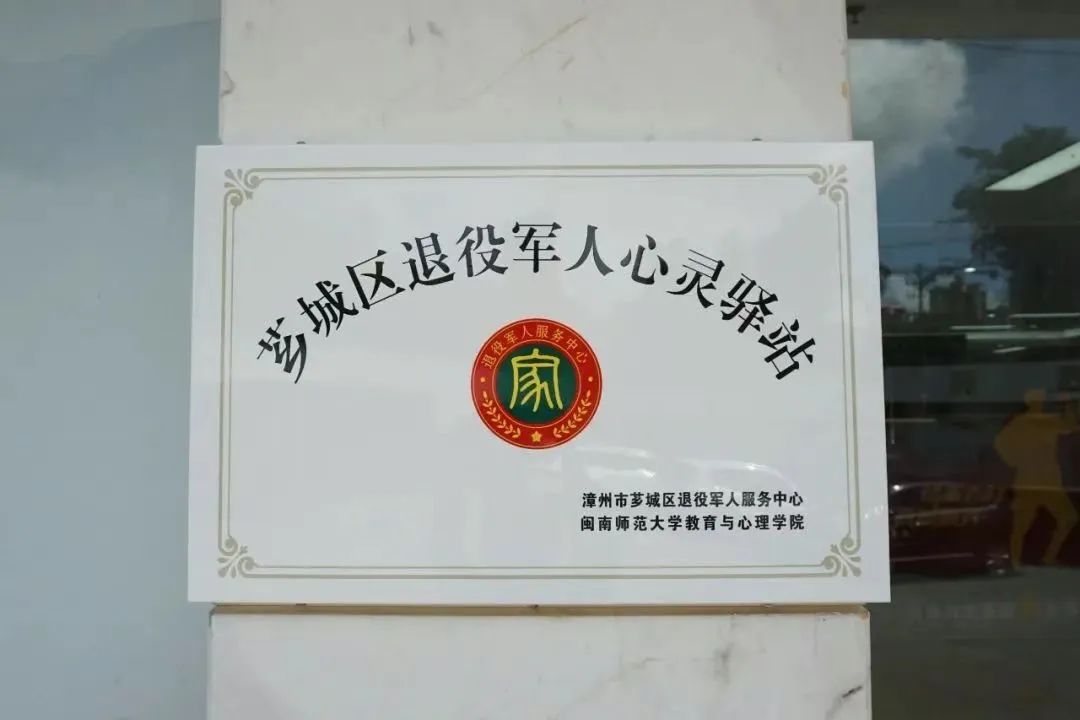 芗城区退役军人心灵驿站
退役军人服务中心
家
漳州市芗城区退役军人服务中心
闽南师范大学教育与心理学院